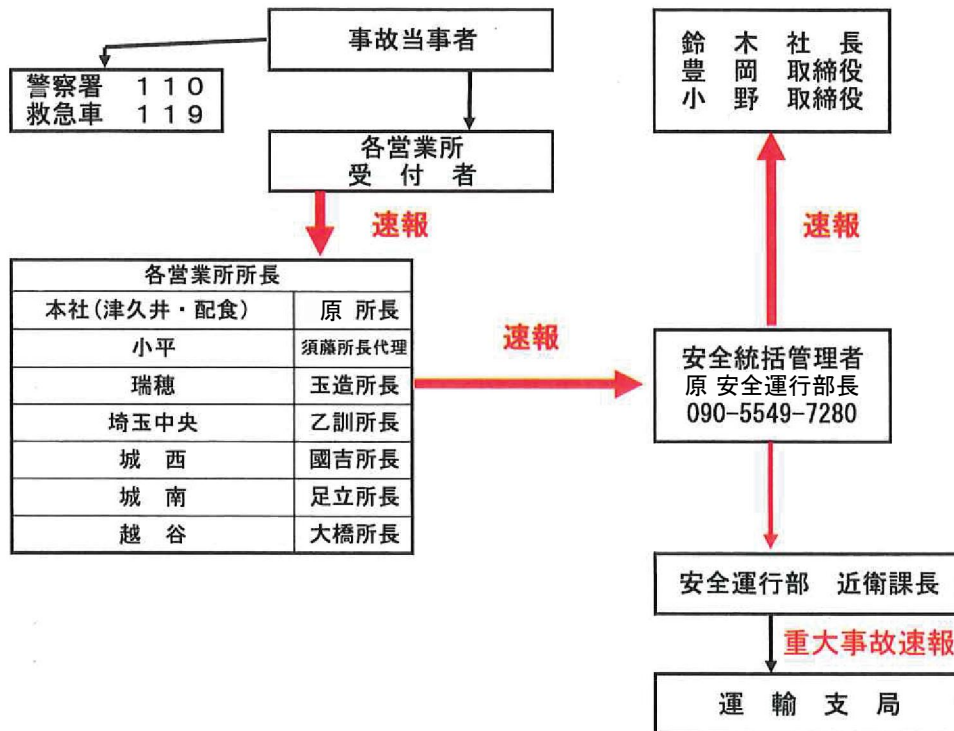 事故当事者
警察署 １１０
救急車 １１９
各営業所
受 付 者
速報
各営業所所長
本社(津久井・配食) 原 所長
小平 須藤所長代理
瑞穂 玉造所長
埼玉中央 乙訓所長
城 西 國吉所長
城 南 足立所長
越 谷 大橋所長
速報
鈴 木 社 長
豊 岡 取締役
小 野 取締役
速報
安全統括管理者
原 安全運行部長
090-5549-7280
安全運行部 近衛課長
重大事故速報
運 輸 支 局